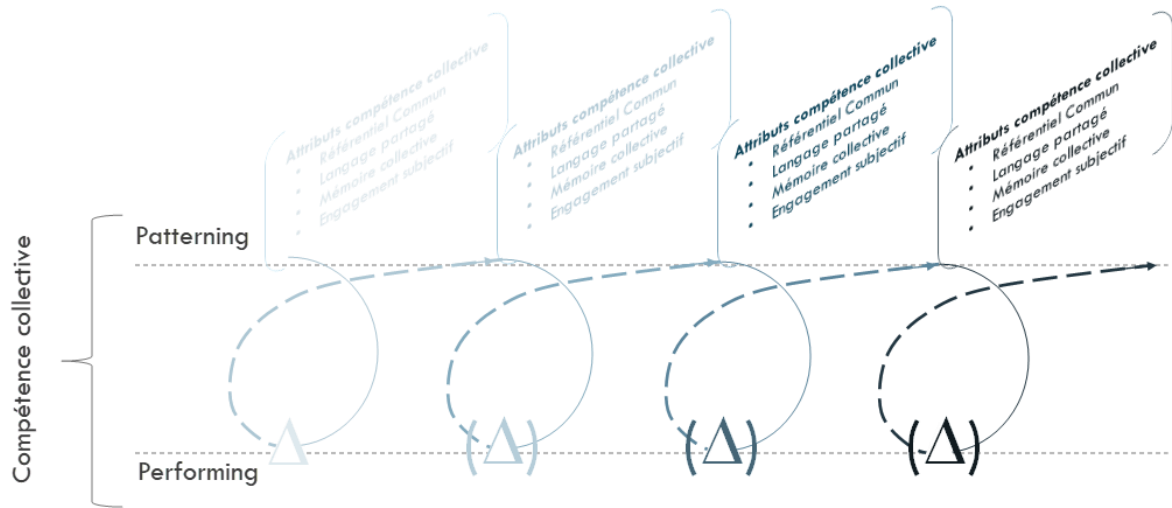 Attributs compétence collective
• Référentiel Commun
• Langage partagé
• Mémoire collective
• Engagement subjectif
Attributs compétence collective
• Référentiel Commun
• Langage partagé
• Mémoire collective
• Engagement subjectif
Attributs compétence collective
• Référentiel Commun
• Langage partagé
• Mémoire collective
• Engagement subjectif
Attributs compétence collective
• Référentiel Commun
• Langage partagé
• Mémoire collective
• Engagement subjectif
Compétence collective
Patterning
Δ
(Δ)
(Δ)
(Δ)
Performing